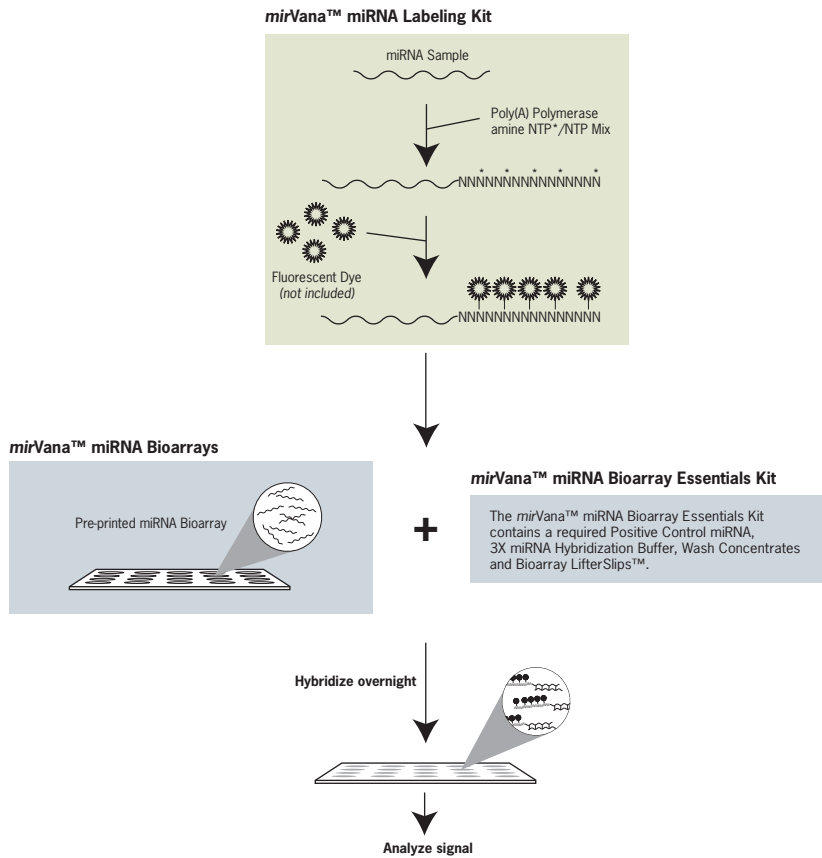 mirVana™ miRNA Labeling Kit
miRNA Sample
Poly(A) Polymerase
amine NTP*/NTP Mix
* * * * *
NNNNNNNNNNNNNNNN
Fluorescent Dye
(not included)
NNNNNNNNNNNNNNNN
mirVana™ miRNA Bioarrays
Pre-printed miRNA Bioarray
+
mirVana™ miRNA Bioarray Essentials Kit
The mirVana™ miRNA Bioarray Essentials Kit
contains a required Positive Control miRNA,
3X miRNA Hybridization Buffer, Wash Concentrates
and Bioarray LifterSlips™.
Hybridize overnight
Analyze signal